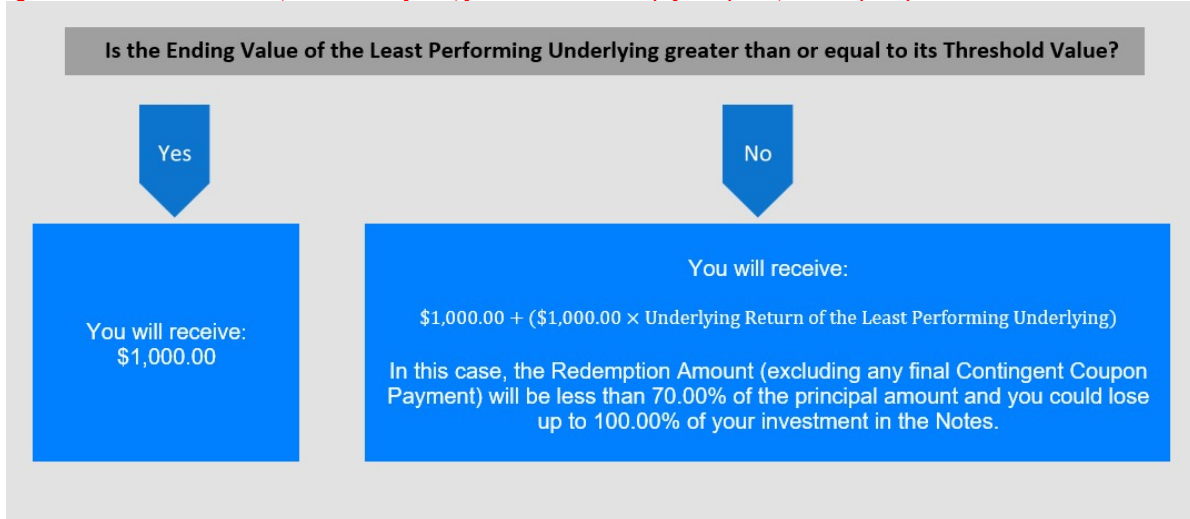 Is the Ending Value of the Least Performing Underlying greater than or equal to its Threshold Value?
Yes
No
You will receive:
$1,000.00
You will receive:
$1,000.00 + ($1,000.00 × Underlying Return of the Least Performing Underlying)
In this case, the Redemption Amount (excluding any final Contingent Coupon
Payment) will be less than 70.00% of the principal amount and you could lose
up to 100.00% of your investment in the Notes.